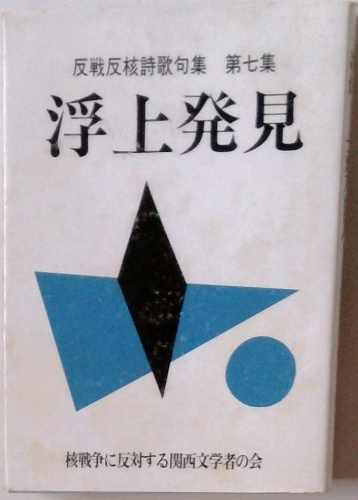 反戦反核詩歌句集　第七集
浮上発見
核戦争に反対する関西文学者の会